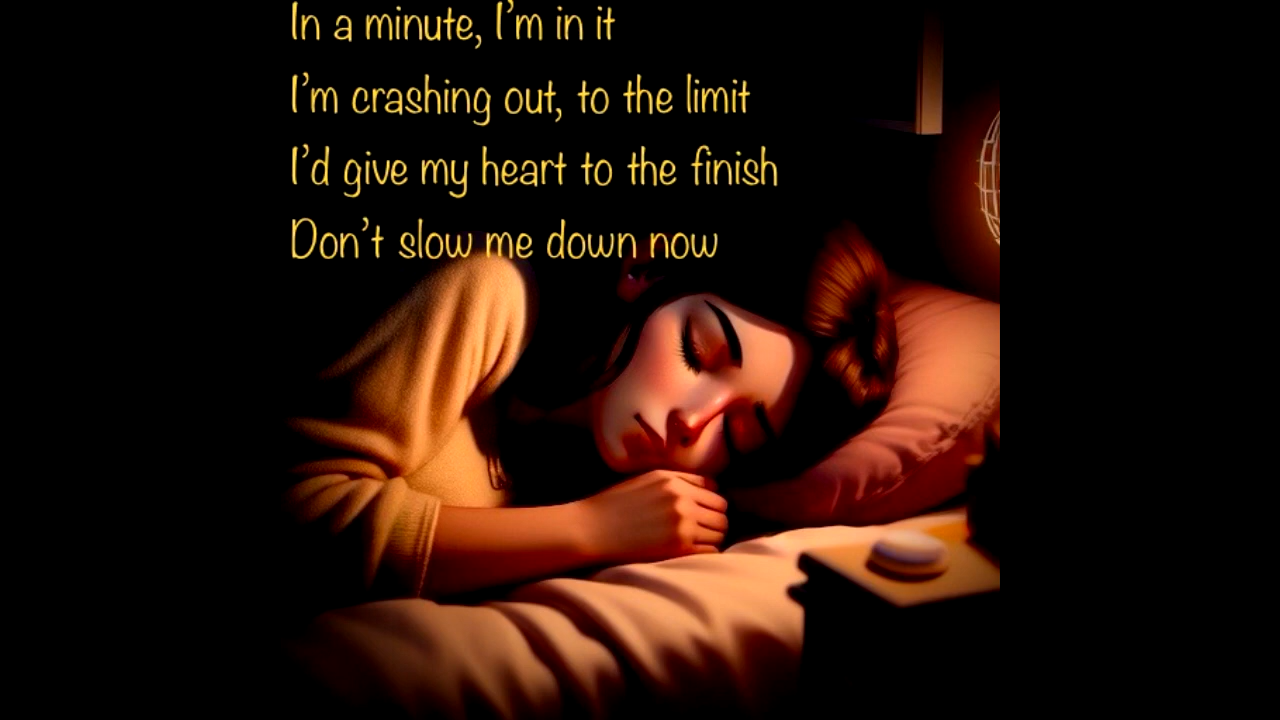 In a minute, I'm in it
I'm crashing out, to the limit
I'd give my heart to the finish
Don't slow me down now